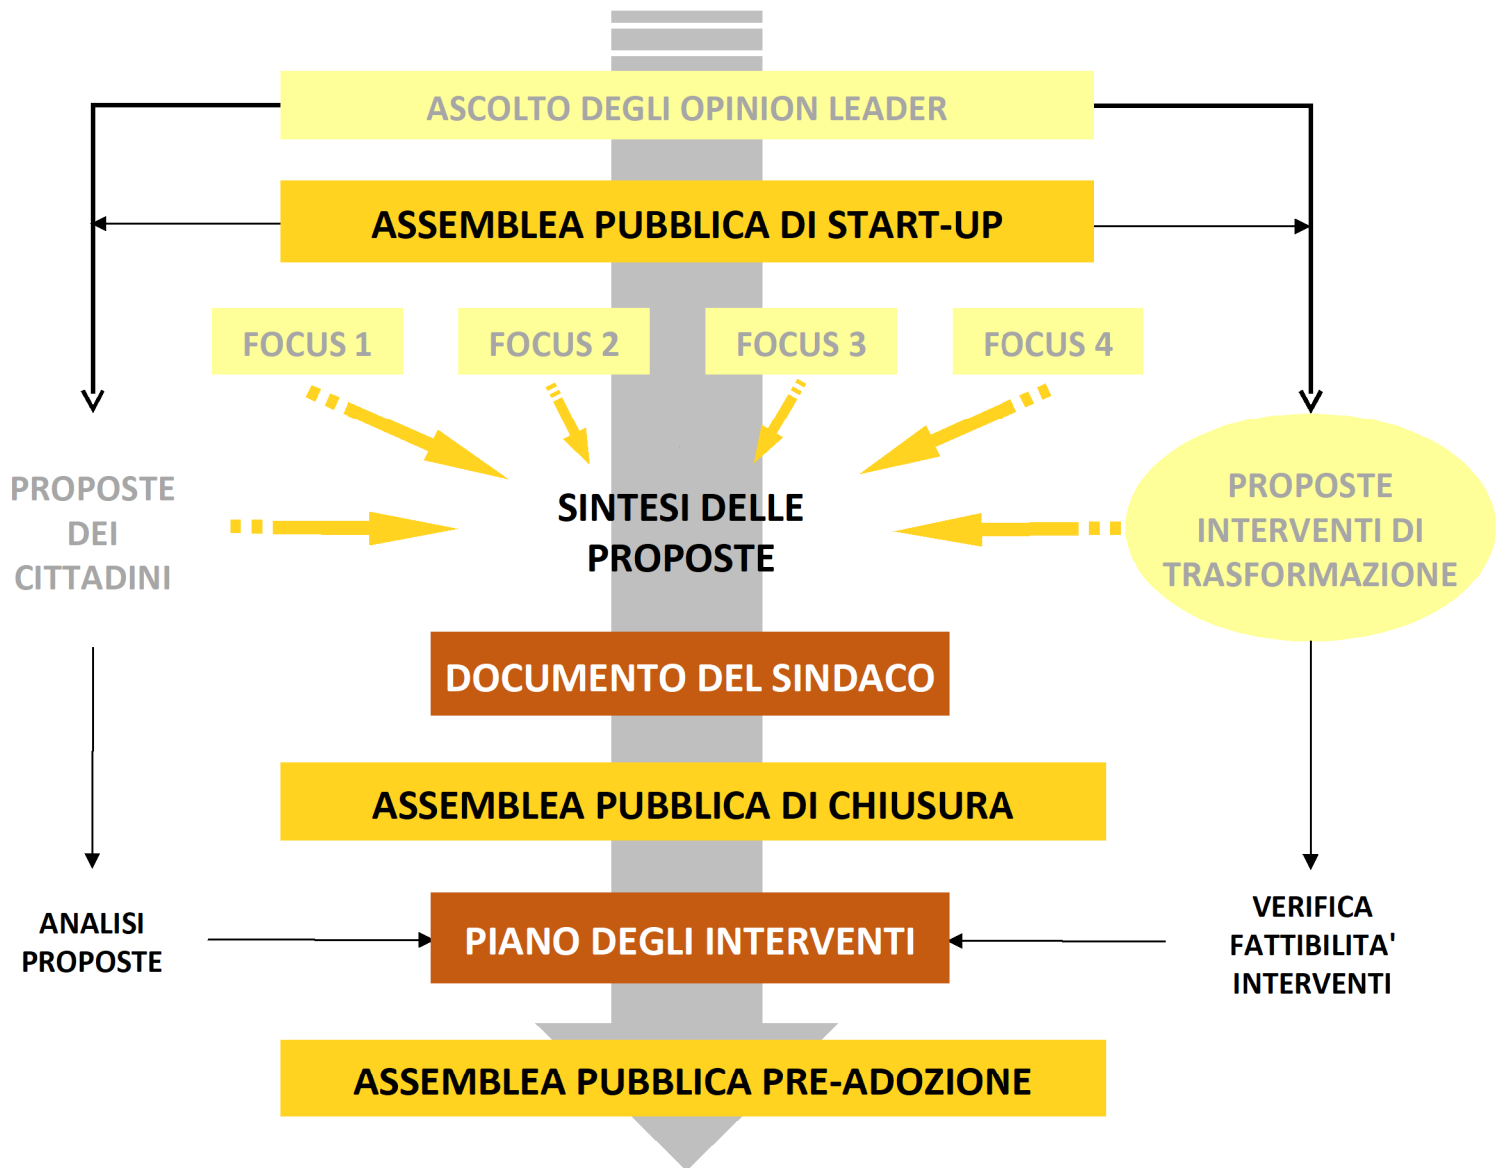 ASCOLTO DEGLI OPINION LEADER
ASSEMBLEA PUBBLICA DI START-UP
FOCUS 1
FOCUS 2
FOCUS 3
FOCUS 4
PROPOSTE
DEI
CITTADINI
SINTESI DELLE
PROPOSTE
PROPOSTE
INTERVENTI DI
TRASFORMAZIONE
DOCUMENTO DEL SINDACO
ASSEMBLEA PUBBLICA DI CHIUSURA
ANALISI
PROPOSTE
PIANO DEGLI INTERVENTI
VERIFICA
FATTIBILITA'
INTERVENTI
ASSEMBLEA PUBBLICA PRE-ADOZIONE